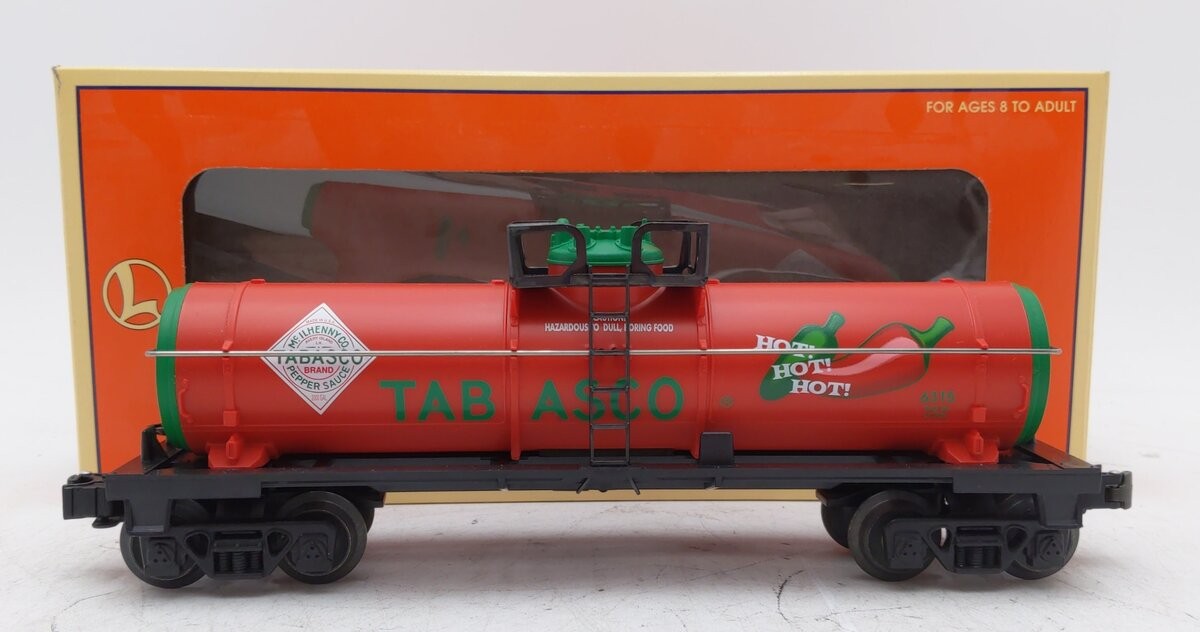 FOR AGES 8 TO ADULT
L
CAUTION!
HAZARDOUS TO DULL, BORING FOOD
McILHENNY CO.
TABASCO
BRAND
PEPPER SAUCE
TABASCO
HOT!
HOT!
HOT!